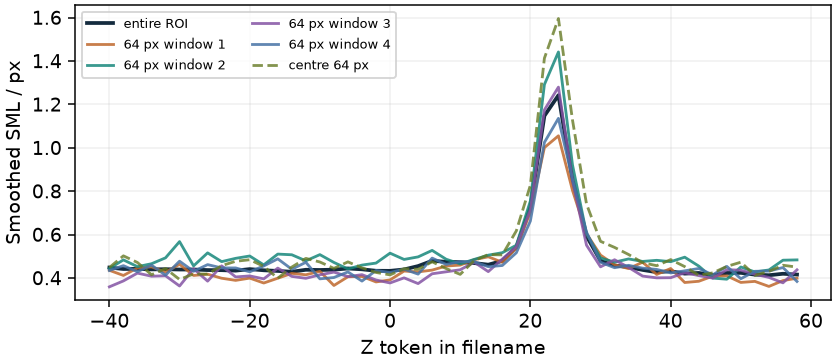 Smoothed SML / px
1.6
1.4
1.2
1.0
0.8
0.6
0.4
entire ROI
64 px window 1
64 px window 2
64 px window 3
64 px window 4
centre 64 px
−40
−20
0
20
40
60
Z token in filename